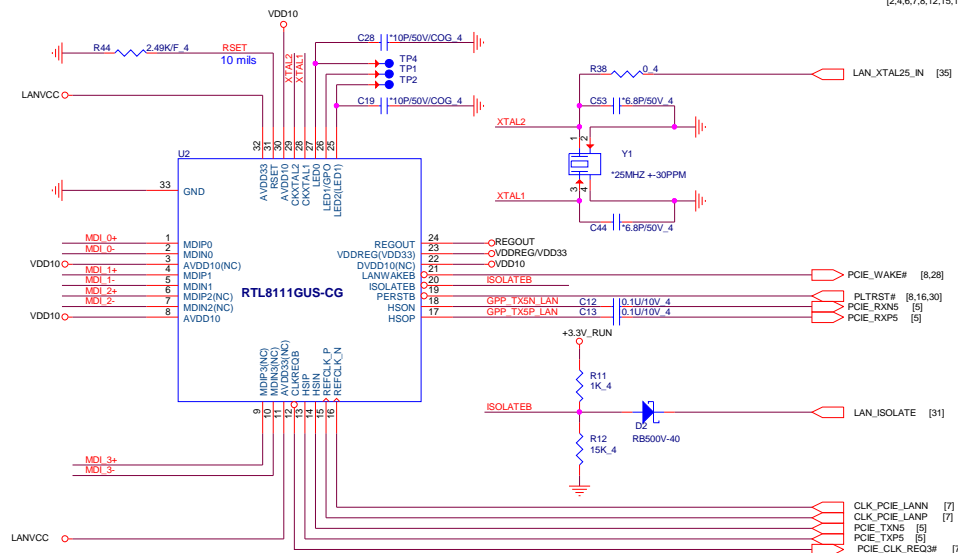 [2,4,6,7,8,12,15,1
VDD10
R44 2.49K/F_4 RSET
10 mils
XTAL2
XTAL1
C28 *10P/50V/COG_4
TP4
TP1
TP2
C19 *10P/50V/COG_4
LANVCC
R38 0_4
LAN_XTAL25_IN [35]
C53 *6.8P/50V_4
XTAL2
1
2
Y1
*25MHZ +-30PPM
3
4
XTAL1
C44 *6.8P/50V_4
U2
32 31 30 29 28 27 26 25
AVDD33
RSET
AVDD10
CKXTAL2
CKXTAL1
LED0
LED1/GPO
LED2(LED1)
33 GND
MDI_0+ 1 MDIP0
MDI_0- 2 MDIN0
VDD10 3 AVDD10(NC)
MDI_1+ 4 MDIP1
MDI_1- 5 MDIN1
MDI_2+ 6 MDIP2(NC)
MDI_2- 7 MDIN2(NC)
VDD10 8 AVDD10
RTL8111GUS-CG
REGOUT 24 REGOUT
VDDREG(VDD33) 23 VDDREG/VDD33
DVDD10(NC) 22 VDD10
LANWAKEB 21 PCIE_WAKE# [8,28]
ISOLATEB 20 ISOLATEB
PERSTB 19 PLTRST# [8,16,30]
HSON 18 GPP_TX5N_LAN C12 0.1U/10V_4 PCIE_RXN5 [5]
HSOP 17 GPP_TX5P_LAN C13 0.1U/10V_4 PCIE_RXP5 [5]
MDIP3(NC)
MDIN3(NC)
AVDD33(NC)
CLKREQB
HSIP
HSIN
REFCLK_P
REFCLK_N
9 10 11 12 13 14 15 16
+3.3V_RUN
R11
1K_4
ISOLATEB
D2
RB500V-40
LAN_ISOLATE [31]
R12
15K_4
MDI_3+
MDI_3-
LANVCC
CLK_PCIE_LANN [7]
CLK_PCIE_LANP [7]
PCIE_TXN5 [5]
PCIE_TXP5 [5]
PCIE_CLK_REQ3# [7